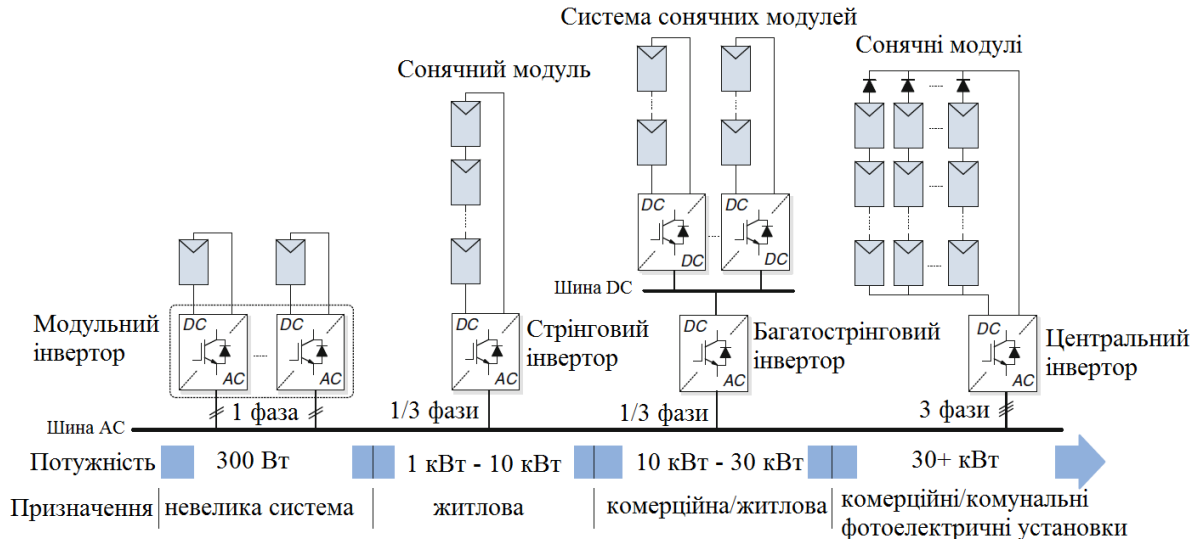 Система сонячних модулей
Сонячні модулі
Сонячний модуль
DC
DC
DC
DC
Шина DC
Модульний
інвертор
DC
AC
DC
AC
DC
AC
Стрінговий
інвертор
DC
AC
Багатострінговий
інвертор
DC
AC
Центральний
інвертор
1 фаза
1/3 фази
1/3 фази
3 фази
Шина AC
Потужність
300 Вт
1 кВт - 10 кВт
10 кВт - 30 кВт
30+ кВт
Призначення
невелика система
житлова
комерційна/житлова
комерційні/комунальні
фотоелектричні установки